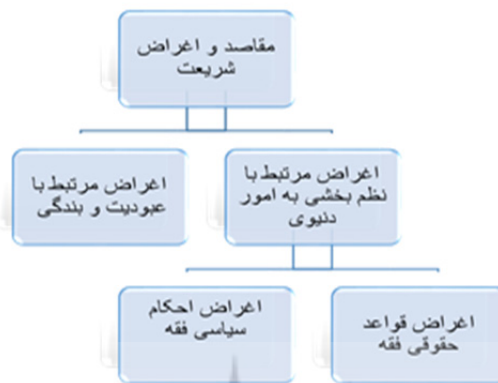 مقاصد و اغراض
شریعت
اغراض مرتبط با
نظم بخشی به امور
دنیوی
اغراض مرتبط با
عبودیت و بندگی
اغراض قواعد
حقوقی فقه
اغراض احکام
سیاسی فقه